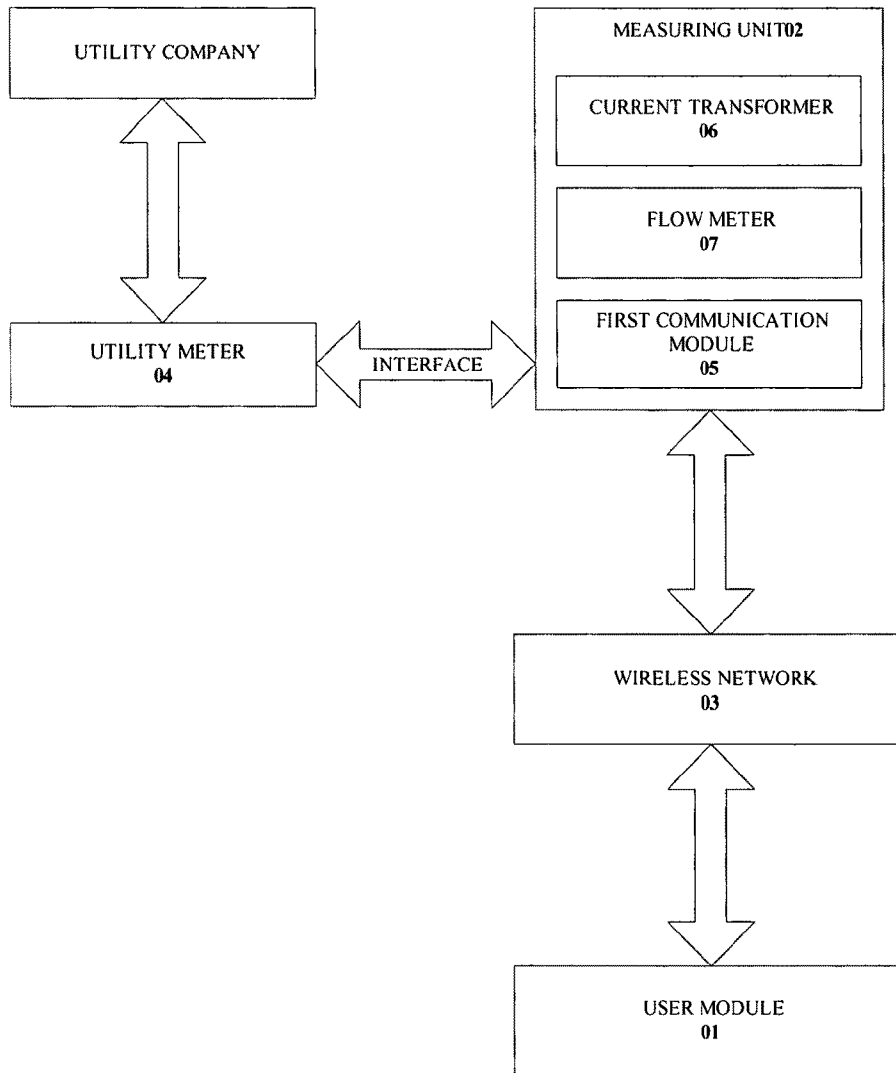 UTILITY COMPANY
MEASURING UNIT02
CURRENT TRANSFORMER
06
FLOW METER
07
FIRST COMMUNICATION
MODULE
05
UTILITY METER
04
INTERFACE
WIRELESS NETWORK
03
USER MODULE
01